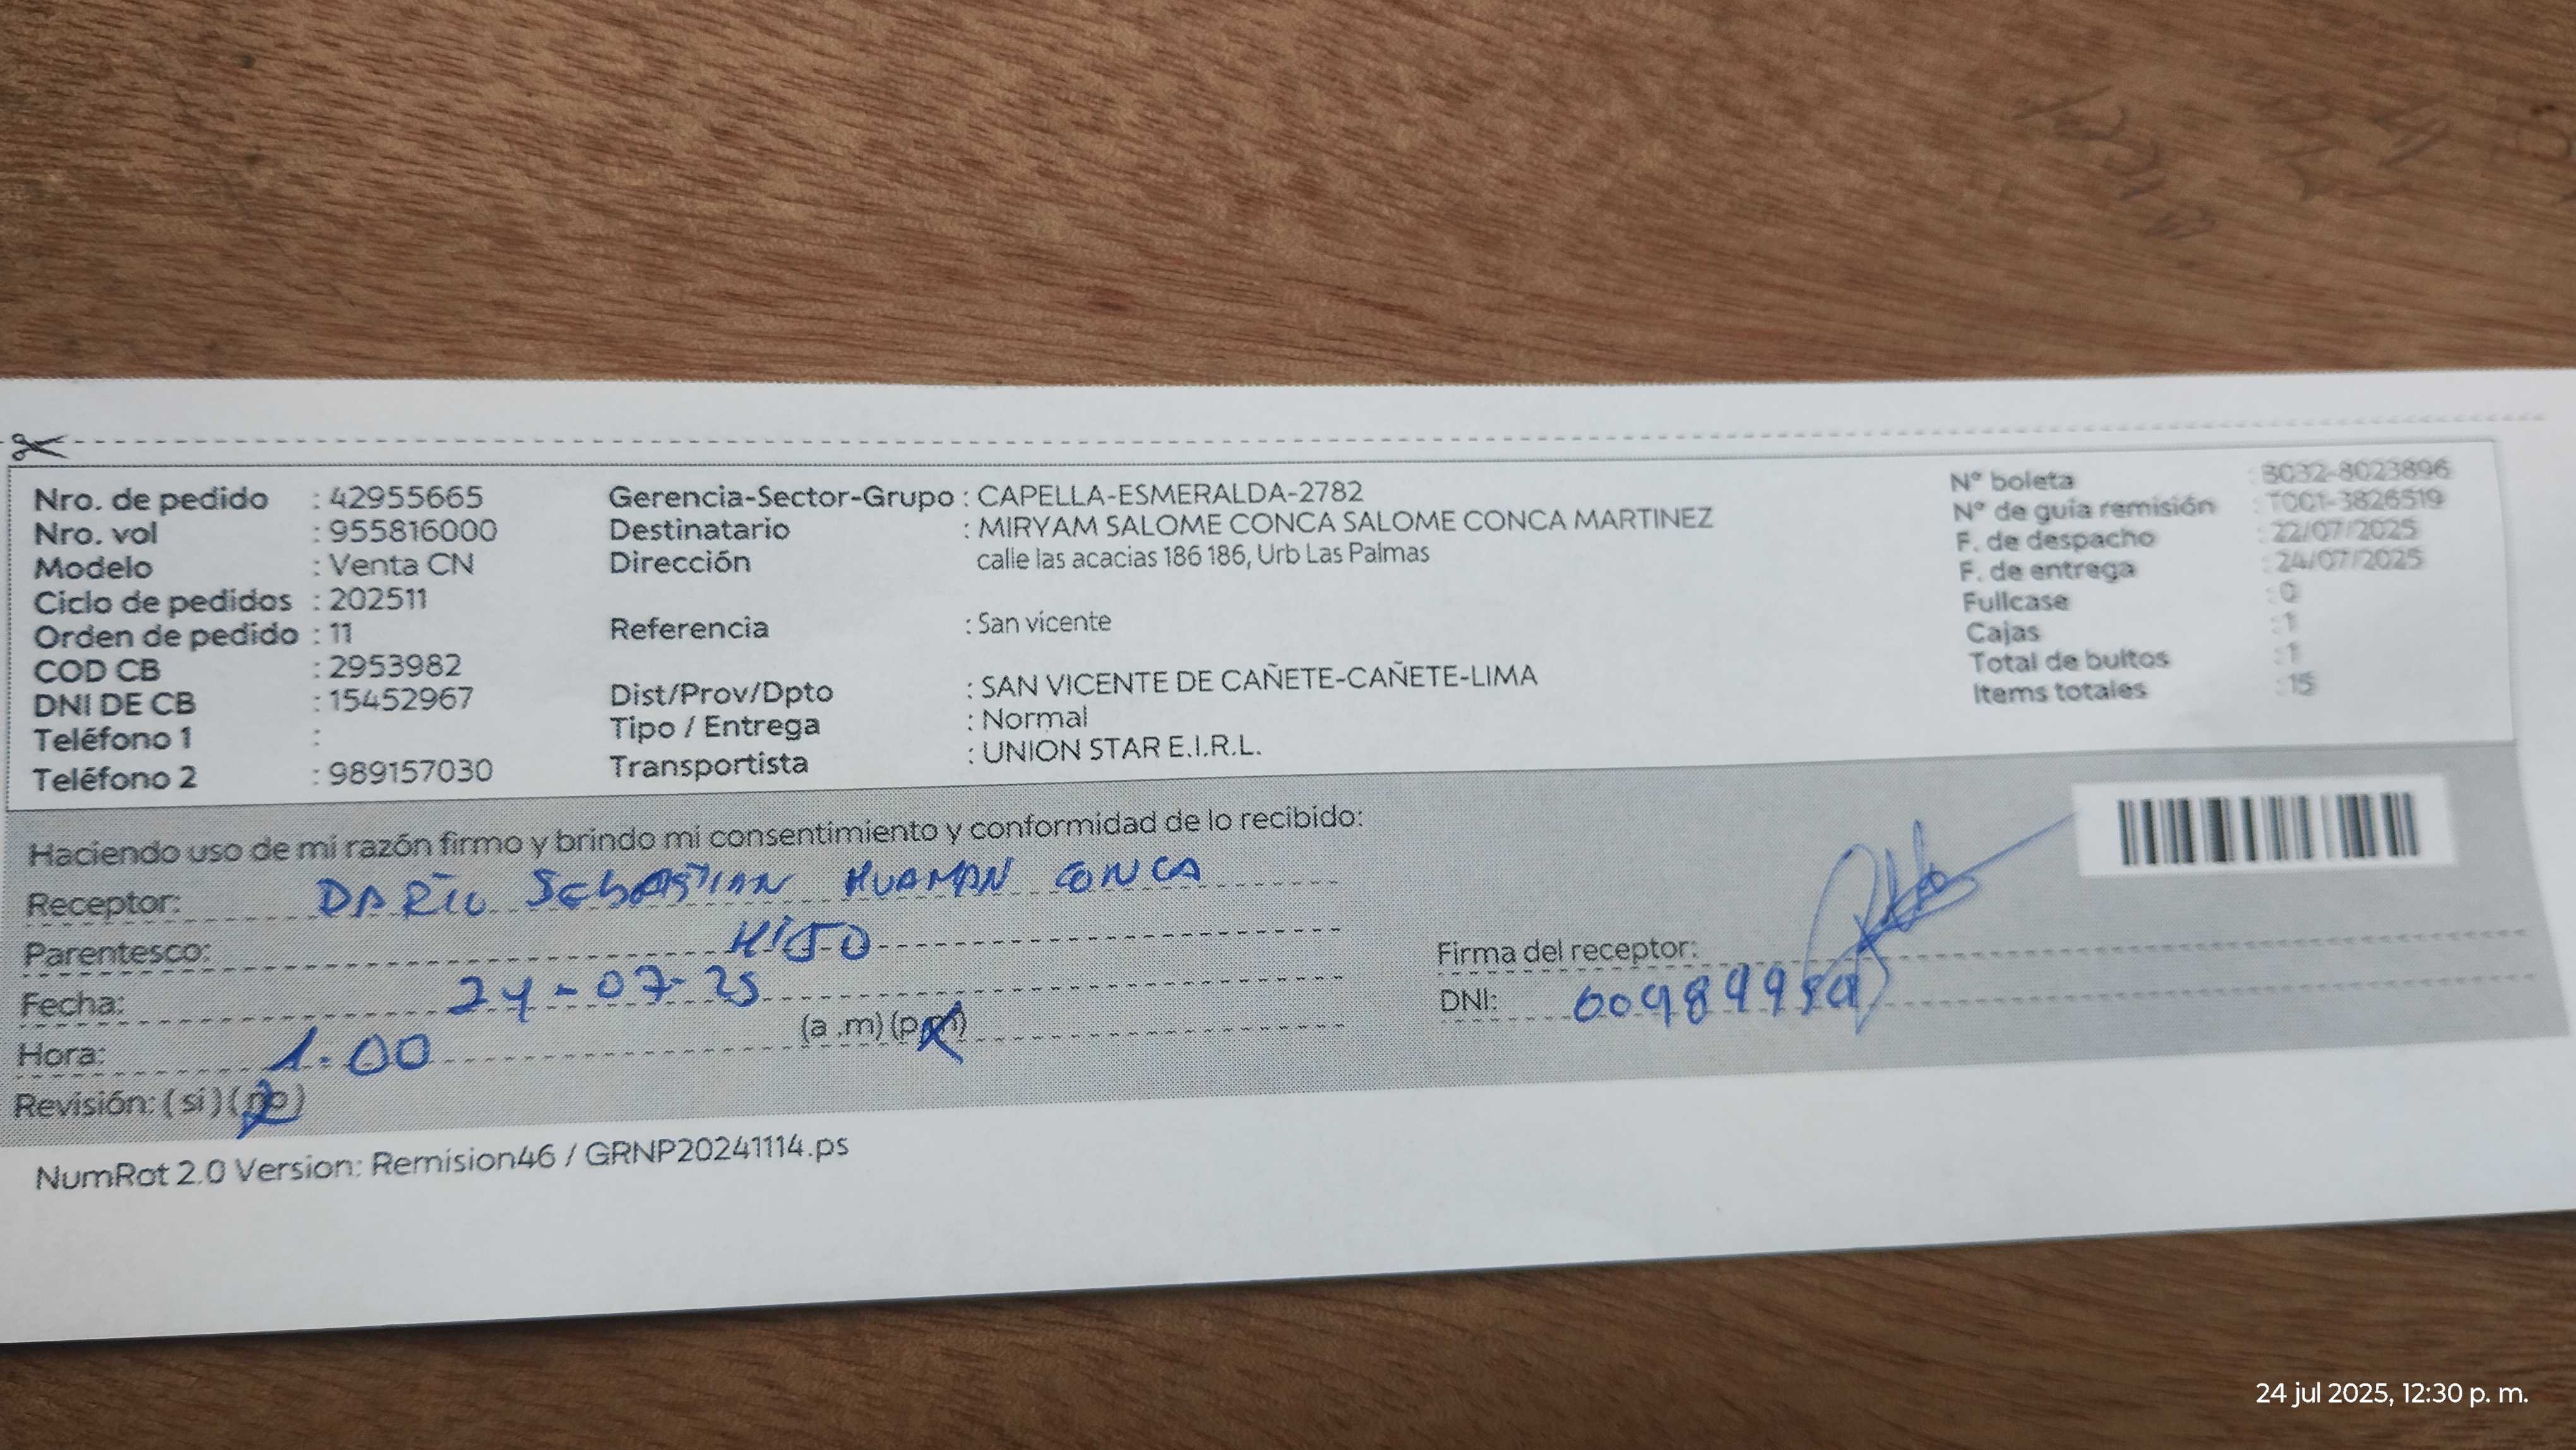 Nro. de pedido : 42955665
Nro. vol : 955816000
Modelo : Venta CN
Ciclo de pedidos : 202511
Orden de pedido : 11
COD CB : 2953982
DNI DE CB : 15452967
Teléfono 1 :
Teléfono 2 : 989157030
Gerencia-Sector-Grupo : CAPELLA-ESMERALDA-2782
Destinatario : MIRYAM SALOME CONCA SALOME CONCA MARTINEZ
Dirección calle las acacias 186 186, Urb Las Palmas
Referencia : San vicente
Dist/Prov/Dpto : SAN VICENTE DE CAÑETE-CAÑETE-LIMA
Tipo / Entrega : Normal
Transportista : UNION STAR E.I.R.L.
N° boleta : B032-8023896
N° de guía remisión : T001-3826519
F. de despacho : 22/07/2025
F. de entrega : 24/07/2025
Fullcase : 0
Cajas : 1
Total de bultos : 1
Items totales : 15
Haciendo uso de mi razón firmo y brindo mi consentimiento y conformidad de lo recibido:
Receptor: DARIO SEBASTIAN HUAMAN CONCA
Parentesco: HIJO
Fecha: 24-07-25
Hora: 1:00 (a .m) (p.m)
Revisión: ( si ) ( no )
Firma del receptor:
DNI:
NumRot 2.0 Version: Remision46 / GRNP20241114.ps
24 jul 2025, 12:30 p. m.